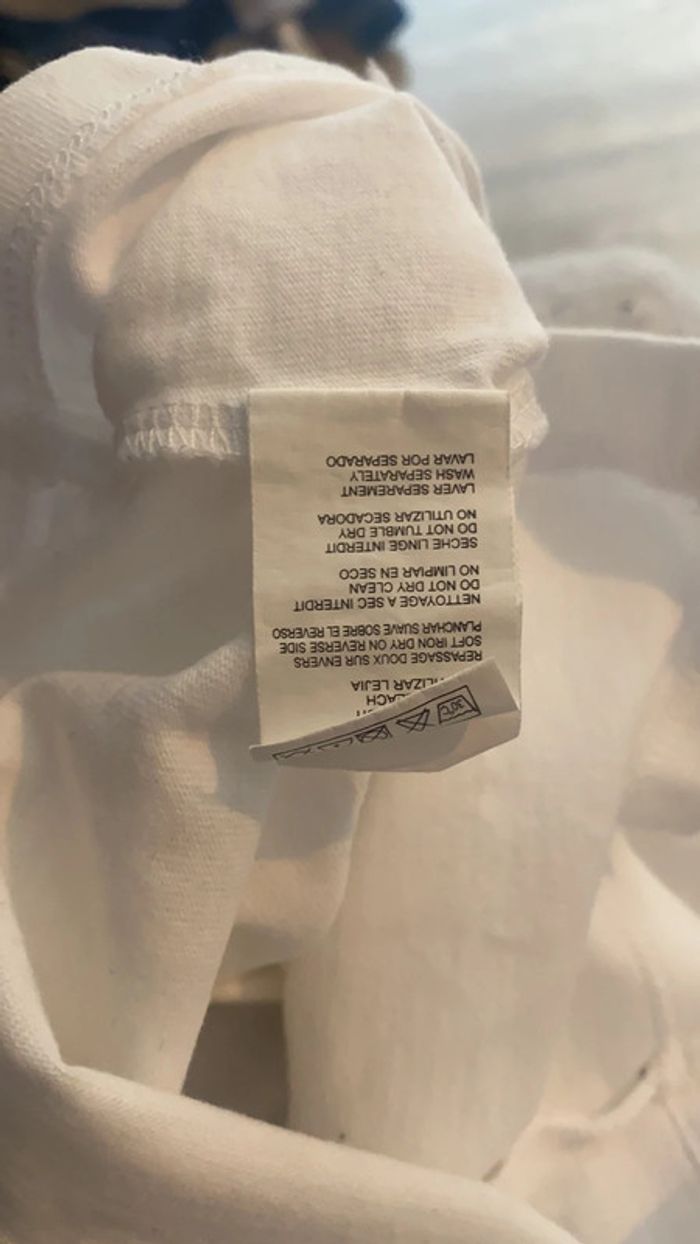 30°C
LEJIA
REPASSAGE DOUX SUR ENVERS
SOFT IRON DRY ON REVERSE SIDE
PLANCHAR SUAVE SOBRE EL REVERSO
NETTOYAGE A SEC INTERDIT
DO NOT DRY CLEAN
NO LIMPIAR EN SECO
SECHE LINGE INTERDIT
DO NOT TUMBLE DRY
NO UTILIZAR SECADORA
LAVER SEPAREMENT
WASH SEPARATELY
LAVAR POR SEPARADO